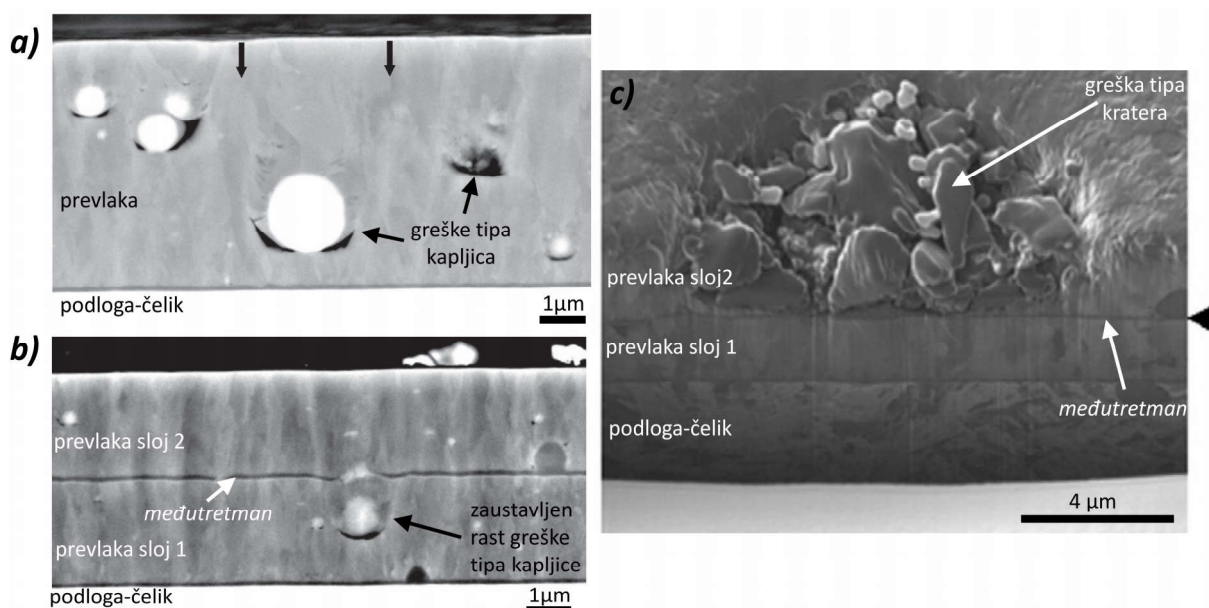 a)
prevlaka
greške tipa
kapljica
podloga-čelik
1μm
b)
prevlaka sloj 2
međutretman
prevlaka sloj 1
zaustavljen
rast greške
tipa kapljice
podloga-čelik
1μm
c)
greška tipa
kratera
prevlaka sloj2
prevlaka sloj 1
međutretman
podloga-čelik
4 μm